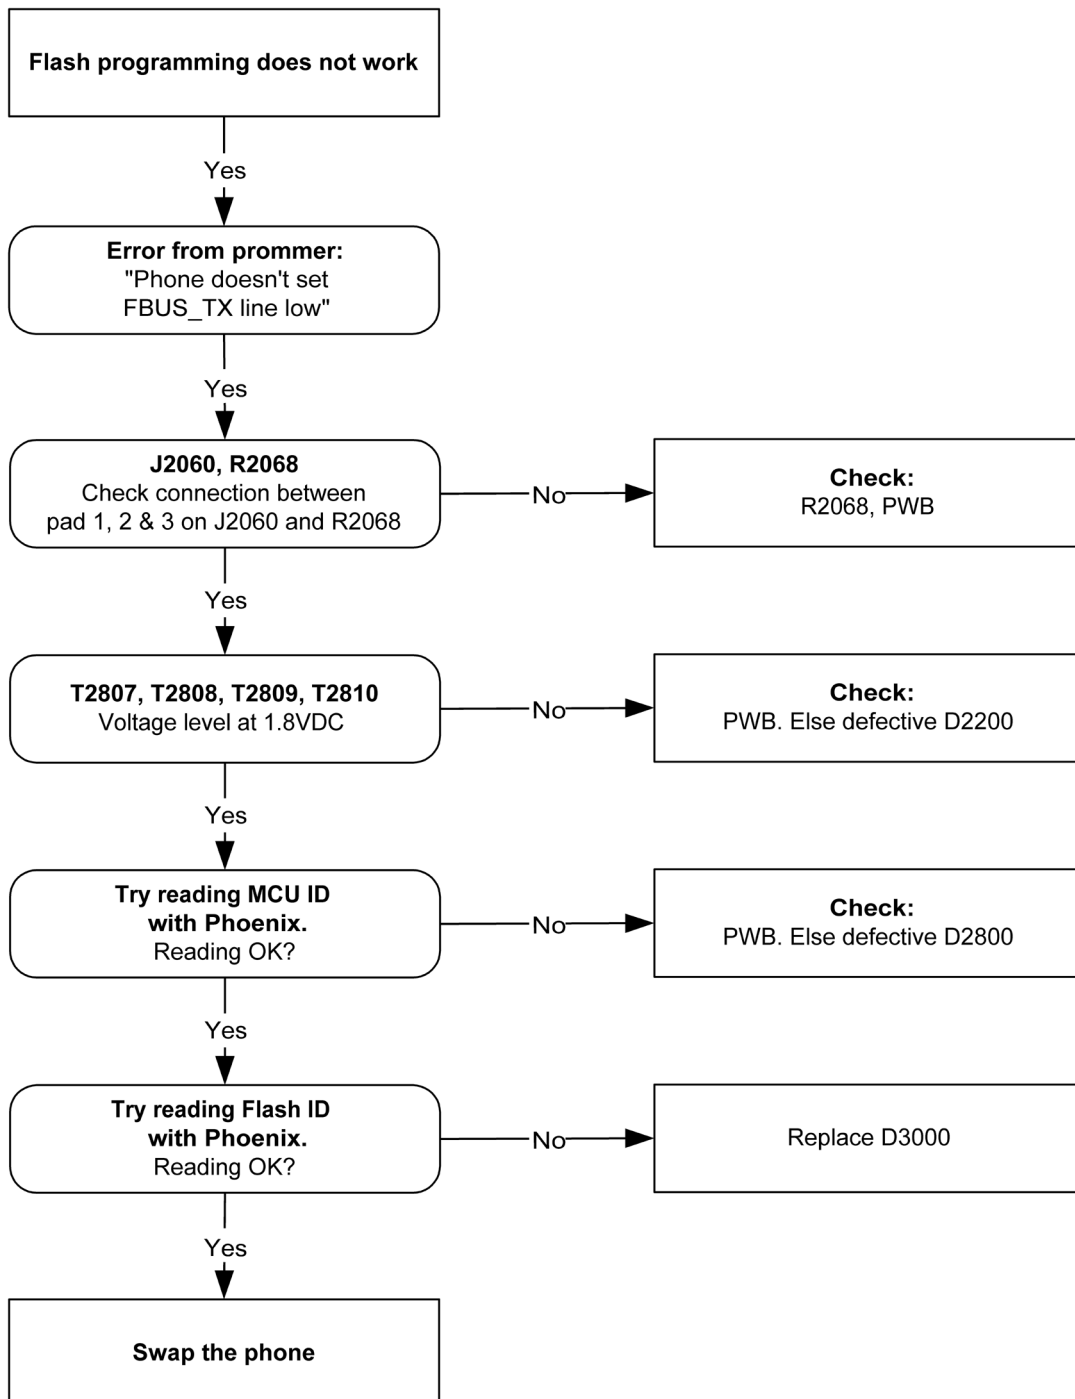 Flash programming does not work
Yes
Error from prommer:
"Phone doesn't set
FBUS_TX line low"
Yes
J2060, R2068
Check connection between
pad 1, 2 & 3 on J2060 and R2068
No
Check:
R2068, PWB
Yes
T2807, T2808, T2809, T2810
Voltage level at 1.8VDC
No
Check:
PWB. Else defective D2200
Yes
Try reading MCU ID
with Phoenix.
Reading OK?
No
Check:
PWB. Else defective D2800
Yes
Try reading Flash ID
with Phoenix.
Reading OK?
No
Replace D3000
Yes
Swap the phone